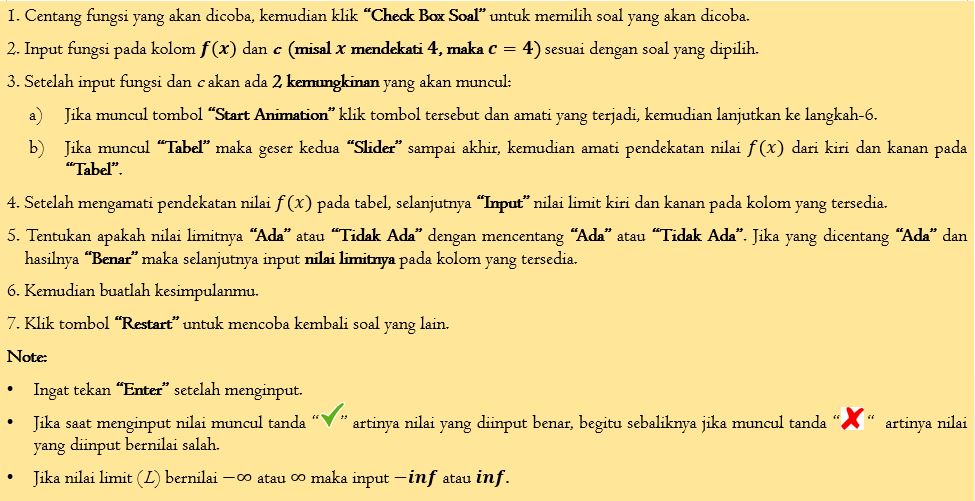 1. Centang fungsi yang akan dicoba, kemudian klik “Check Box Soal” untuk memilih soal yang akan dicoba.
2. Input fungsi pada kolom f(x) dan c (misal x mendekati 4, maka c = 4) sesuai dengan soal yang dipilih.
3. Setelah input fungsi dan c akan ada 2 kemungkinan yang akan muncul:
a) Jika muncul tombol “Start Animation” klik tombol tersebut dan amati yang terjadi, kemudian lanjutkan ke langkah-6.
b) Jika muncul “Tabel” maka geser kedua “Slider” sampai akhir, kemudian amati pendekatan nilai f(x) dari kiri dan kanan pada
“Tabel”.
4. Setelah mengamati pendekatan nilai f(x) pada tabel, selanjutnya “Input” nilai limit kiri dan kanan pada kolom yang tersedia.
5. Tentukan apakah nilai limitnya “Ada” atau “Tidak Ada” dengan mencentang “Ada” atau “Tidak Ada”. Jika yang dicentang “Ada” dan
hasilnya “Benar” maka selanjutnya input nilai limitnya pada kolom yang tersedia.
6. Kemudian buatlah kesimpulanmu.
7. Klik tombol “Restart” untuk mencoba kembali soal yang lain.
Note:
• Ingat tekan “Enter” setelah menginput.
• Jika saat menginput nilai muncul tanda “✓” artinya nilai yang diinput benar, begitu sebaliknya jika muncul tanda “✗“ artinya nilai
yang diinput bernilai salah.
• Jika nilai limit (L) bernilai −∞ atau ∞ maka input −inf atau inf.